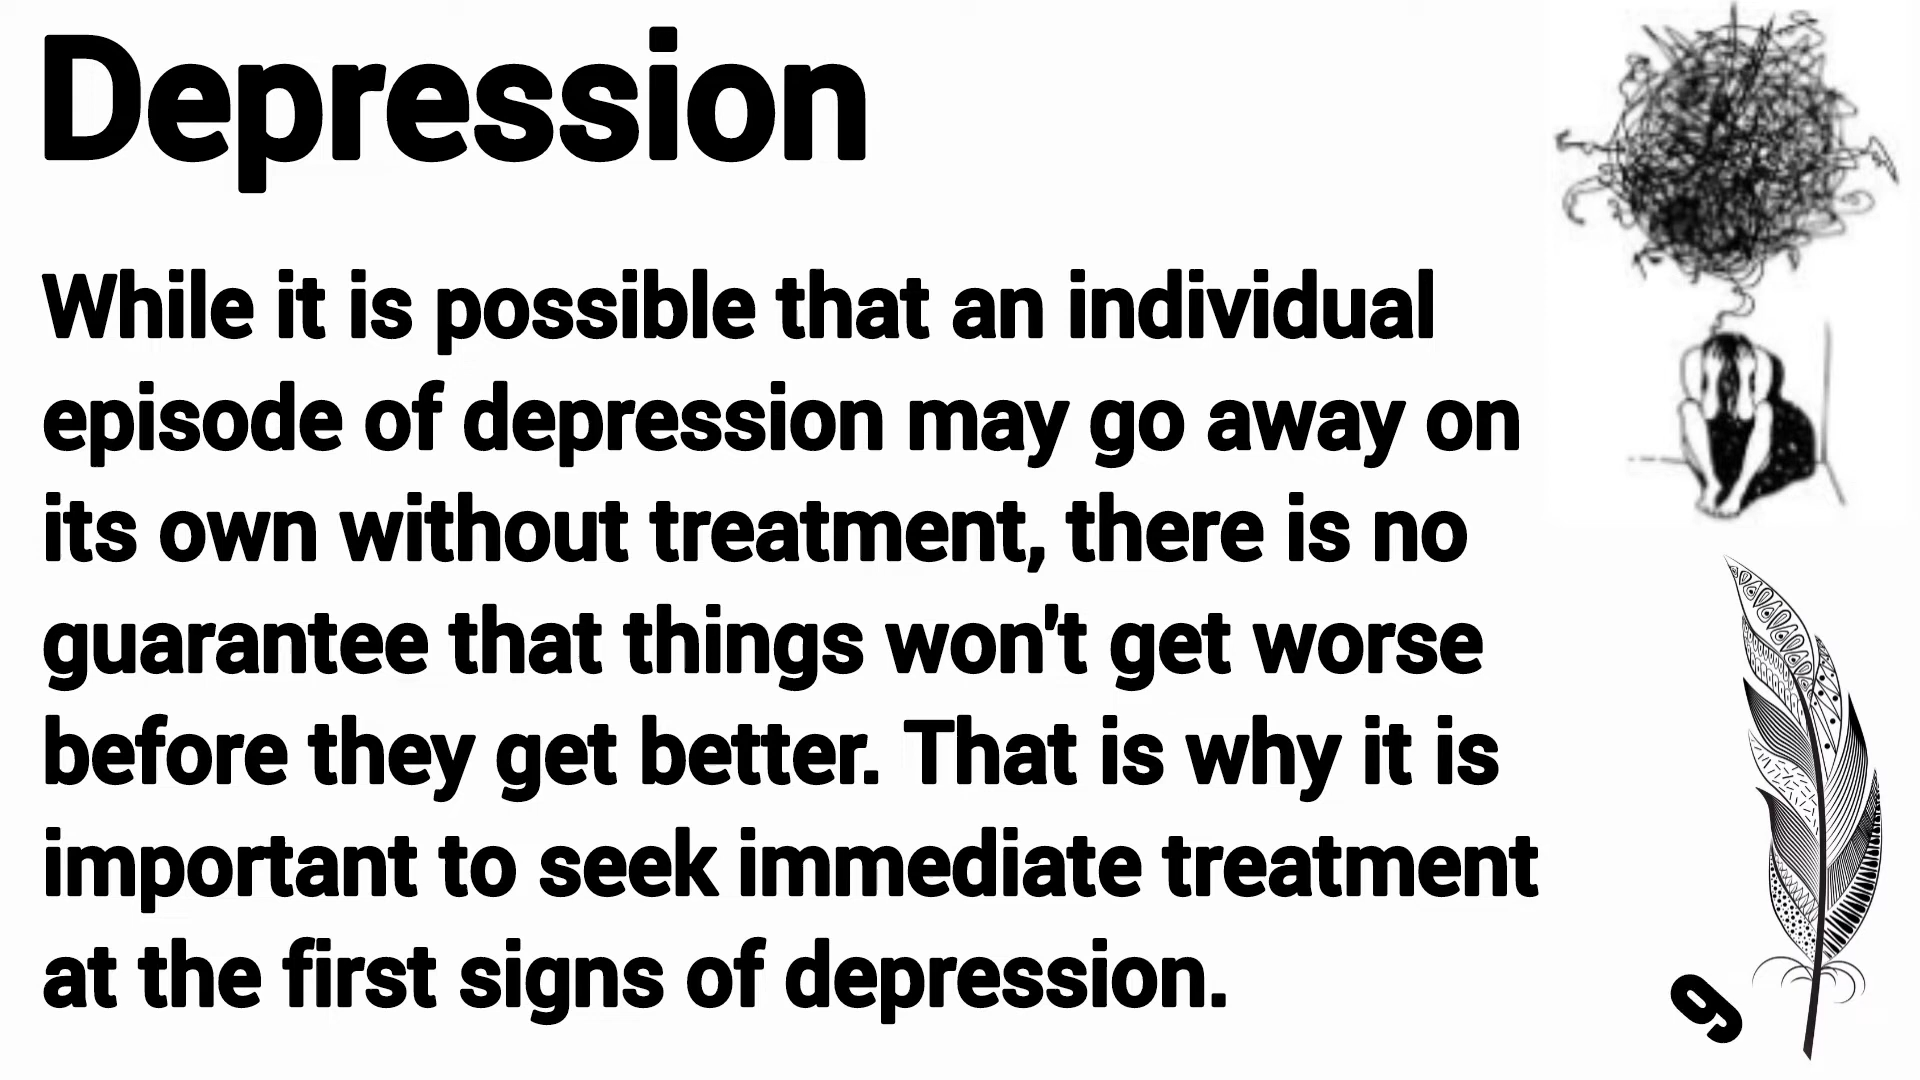 Depression
While it is possible that an individual
episode of depression may go away on
its own without treatment, there is no
guarantee that things won't get worse
before they get better. That is why it is
important to seek immediate treatment
at the first signs of depression.
9